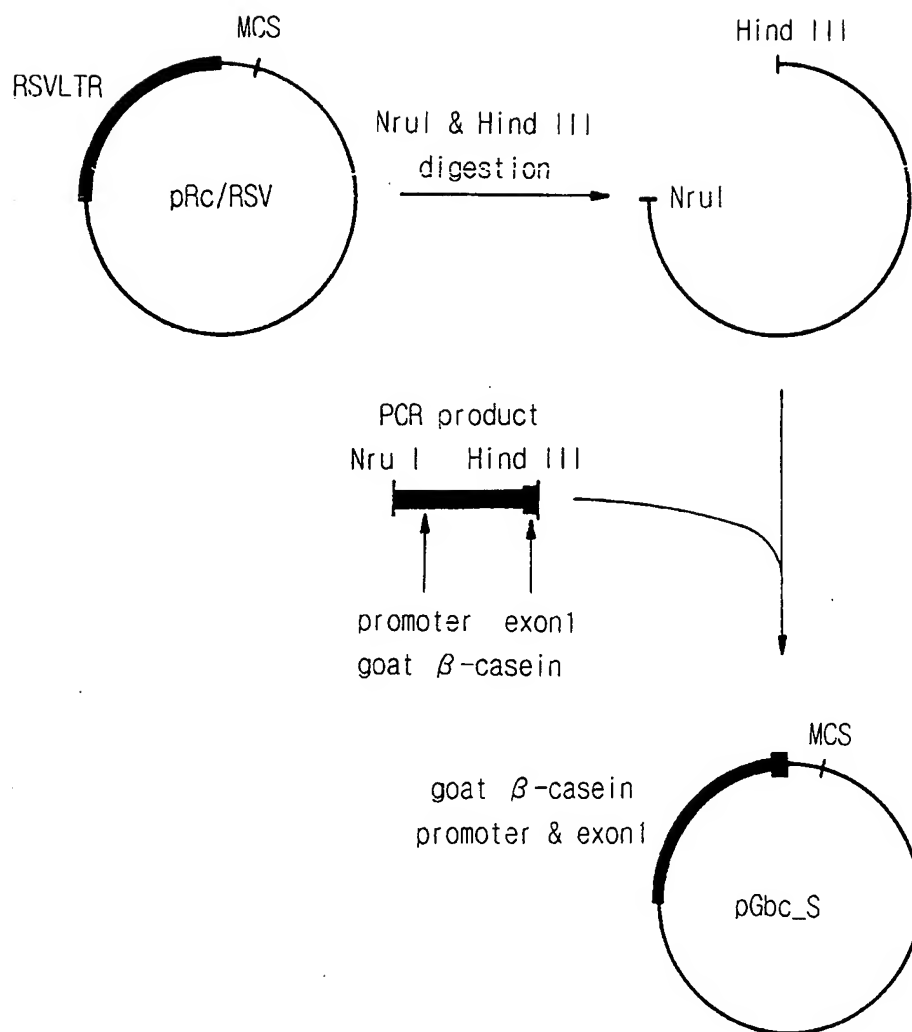 MCS
RSVLTR
pRc/RSV
NruI & Hind III
digestion
Hind III
NruI
PCR product
Nru I Hind III
promoter exon1
goat β-casein
goat β-casein
promoter & exon1
MCS
pGbc_S